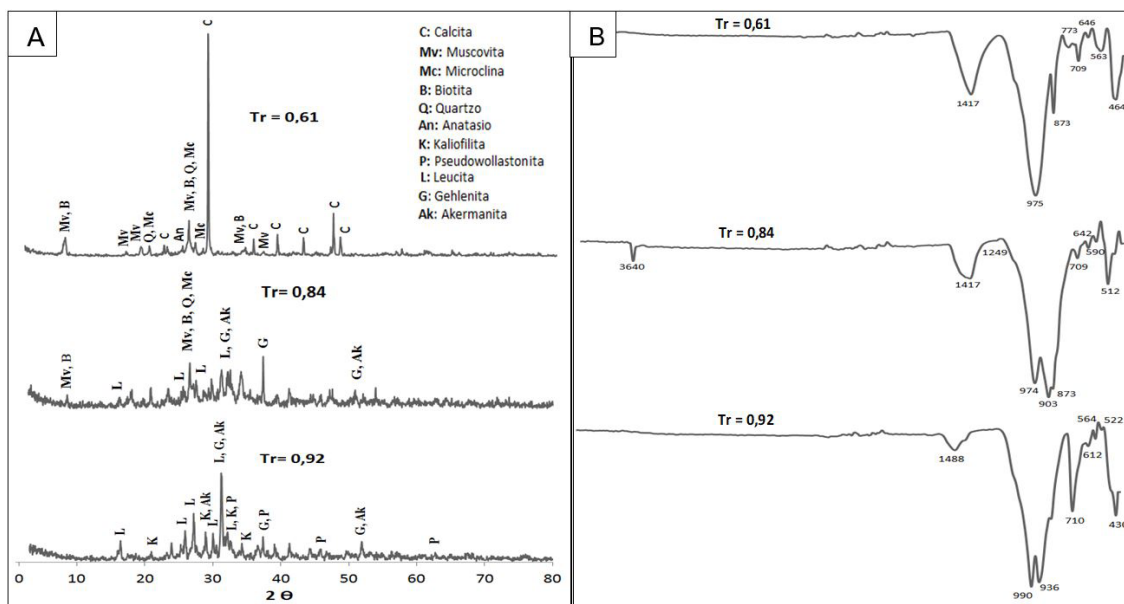 A
C: Calcita
Mv: Muscovita
Mc: Microclina
B: Biotita
Q: Quartzo
An: Anatasio
K: Kaliofilita
P: Pseudowollastonita
L: Leucita
G: Gehlenita
Ak: Akermanita
Tr = 0,61
C
Mv, B
Mv
Mv
Q, Mc
C
An
Mv, B, Q, Mc
Mc
Mv, B
C
Mv
C
C
C
Tr= 0,84
Mv, B
L
L
Mv, B, Q, Mc
L
L, G, Ak
G
G, Ak
Tr= 0,92
L
K
L
L
K, Ak
L
L, G, Ak
L, K, P
K
G, P
P
G, Ak
P
0 10 20 30 40 50 60 70 80
2 Θ
B
Tr = 0,61
1417
975
873
773
709
646
563
464
Tr = 0,84
3640
1417
1249
974
903
873
709
642
590
512
Tr = 0,92
1488
990
936
710
564
612
522
430